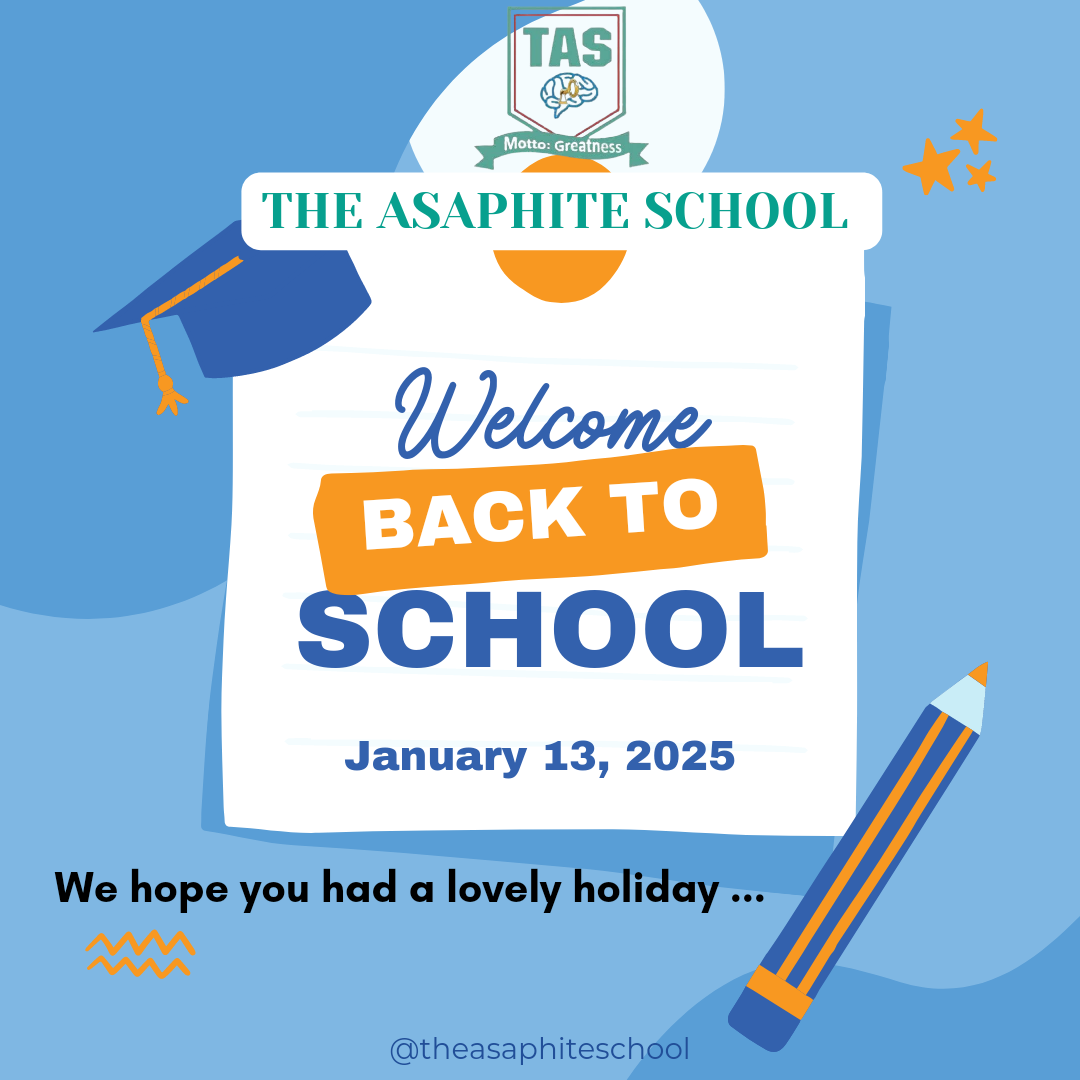 TAS
Motto: Greatness
THE ASAPHITE SCHOOL
Welcome
BACK TO
SCHOOL
January 13, 2025
We hope you had a lovely holiday ...
@theasaphiteschool